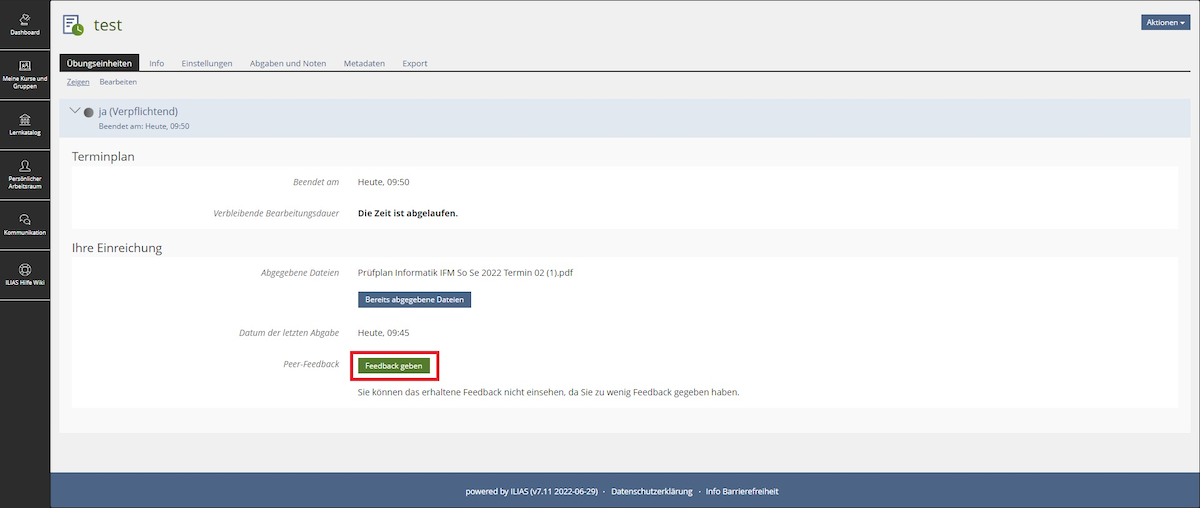 Dashboard
Meine Kurse und
Gruppen
Lernkatalog
Persönlicher
Arbeitsraum
Kommunikation
ILIAS Hilfe Wiki
test
Aktionen
Übungseinheiten Info Einstellungen Abgaben und Noten Metadaten Export
Zeigen Bearbeiten
ja (Verpflichtend)
Beendet am: Heute, 09:50
Terminplan
Beendet am Heute, 09:50
Verbleibende Bearbeitungsdauer Die Zeit ist abgelaufen.
Ihre Einreichung
Abgegebene Dateien Prüfplan Informatik IFM So Se 2022 Termin 02 (1).pdf
Bereits abgegebene Dateien
Datum der letzten Abgabe Heute, 09:45
Peer-Feedback Feedback geben
Sie können das erhaltene Feedback nicht einsehen, da Sie zu wenig Feedback gegeben haben.
powered by ILIAS (v7.11 2022-06-29) · Datenschutzerklärung · Info Barrierefreiheit